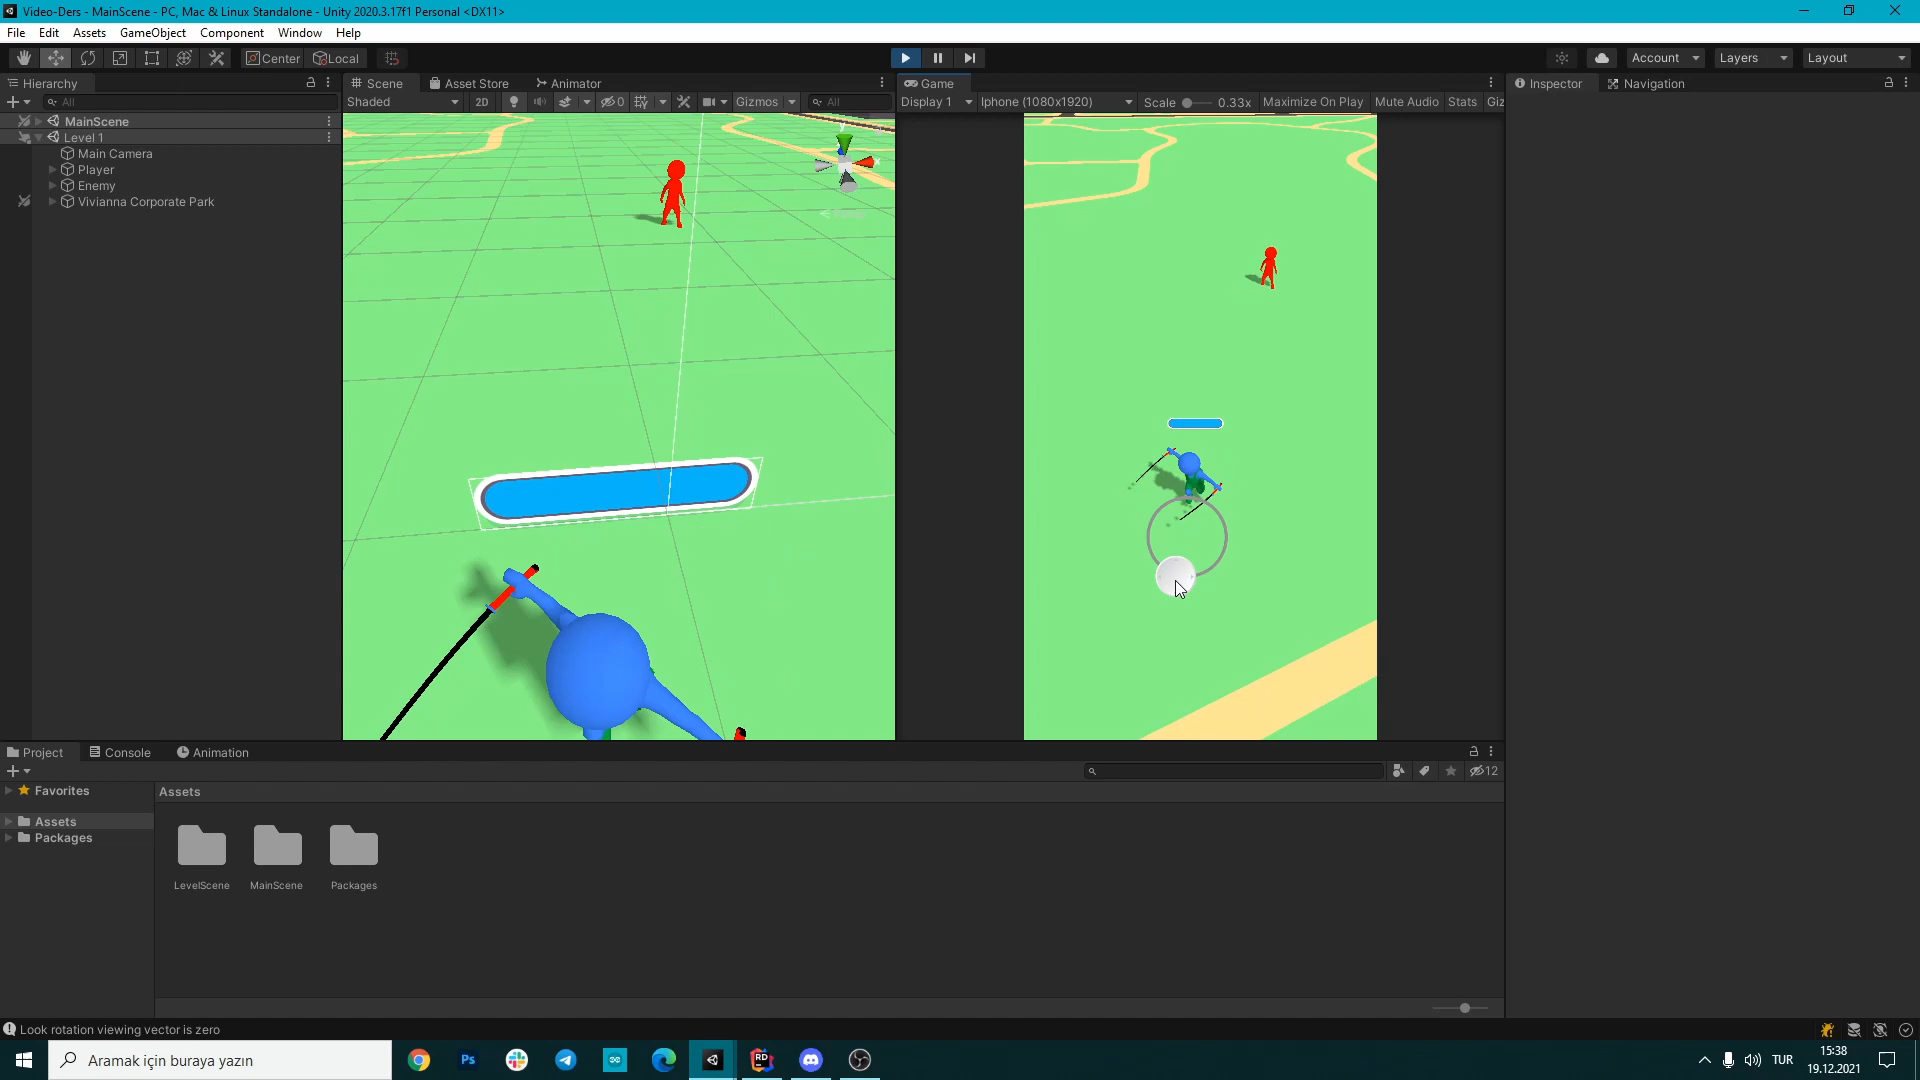 Video-Ders - MainScene - PC, Mac & Linux Standalone - Unity 2020.3.17f1 Personal <DX11>
File Edit Assets GameObject Component Window Help
Center Local Account Layers Layout
Hierarchy
All
MainScene
Level 1
Main Camera
Player
Enemy
Vivianna Corporate Park
Scene Asset Store Animator
Shaded 2D 0 Gizmos All
Game
Display 1 Iphone (1080x1920) Scale 0.33x Maximize On Play Mute Audio Stats Giz
Inspector Navigation
Project Console Animation
12
Favorites
Assets
Packages
Assets
LevelScene MainScene Packages
Look rotation viewing vector is zero
Aramak için buraya yazın
Ps
RD
TUR
15:38
19.12.2021